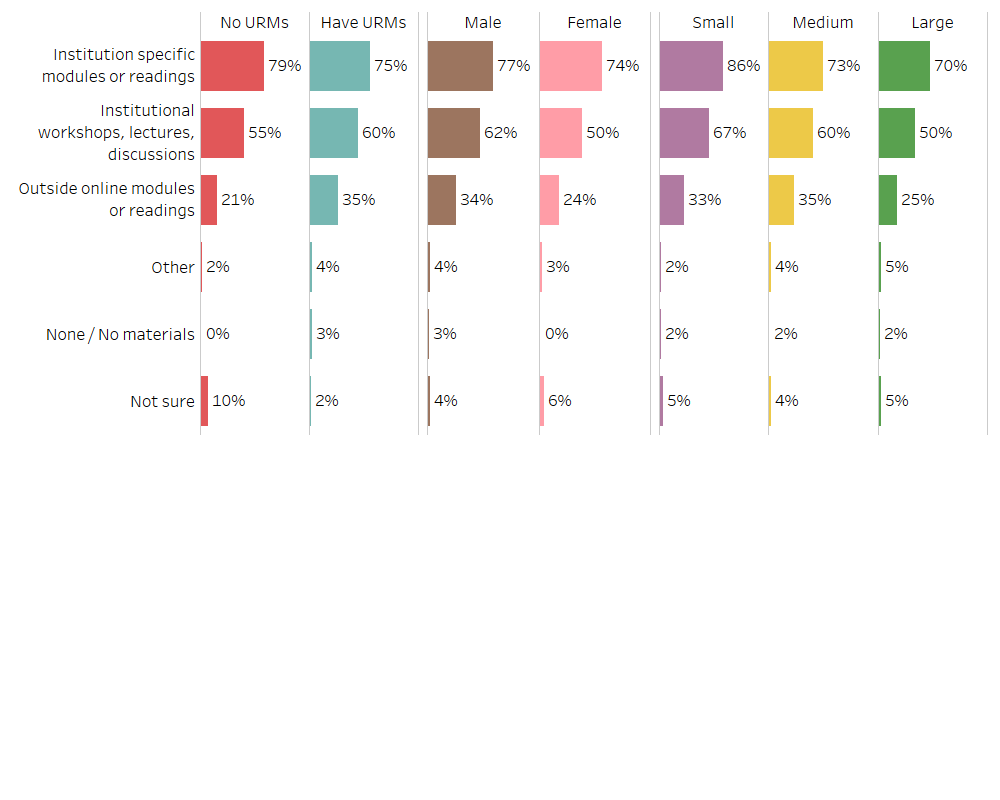 No URMs Have URMs Male Female Small Medium Large
Institution specific
modules or readings
79% 75% 77% 74% 86% 73% 70%
Institutional
workshops, lectures,
discussions
55% 60% 62% 50% 67% 60% 50%
Outside online modules
or readings
21% 35% 34% 24% 33% 35% 25%
Other 2% 4% 4% 3% 2% 4% 5%
None / No materials 0% 3% 3% 0% 2% 2% 2%
Not sure 10% 2% 4% 6% 5% 4% 5%